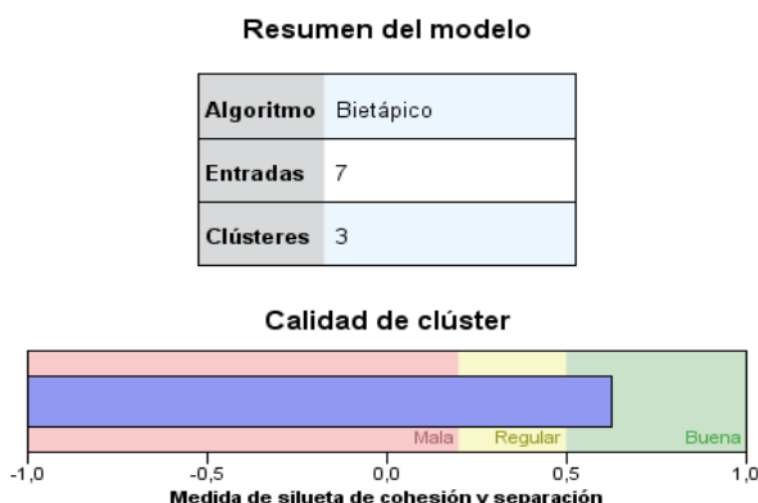 Resumen del modelo
Algoritmo Bietápico
Entradas 7
Clústeres 3
Calidad de clúster
Mala Regular Buena
-1,0 -0,5 0,0 0,5 1,0
Medida de silueta de cohesión y separación